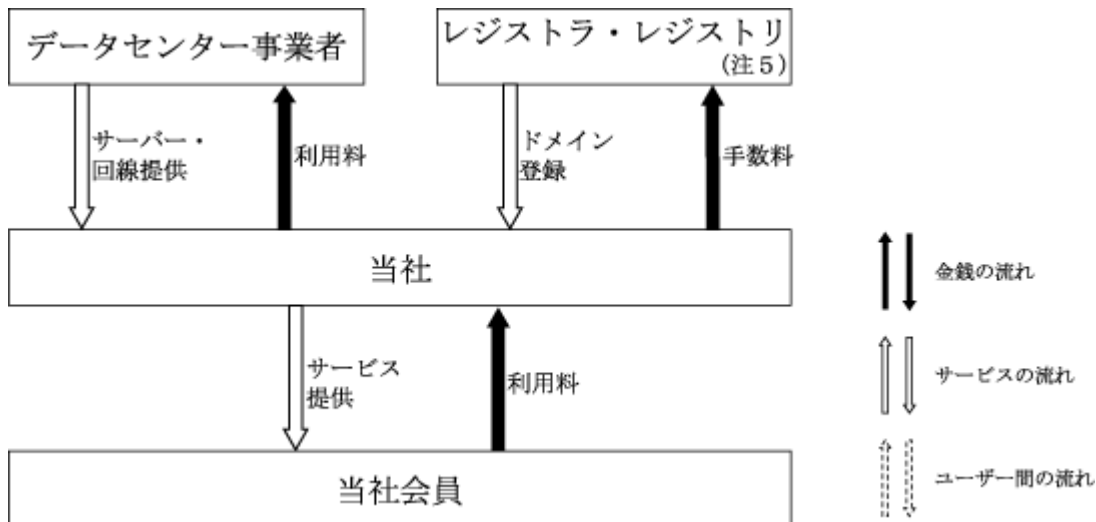 データセンター事業者
レジストラ・レジストリ
(注5)
サーバー・
回線提供
利用料
ドメイン
登録
手数料
当社
サービス
提供
利用料
当社会員
金銭の流れ
サービスの流れ
ユーザー間の流れ